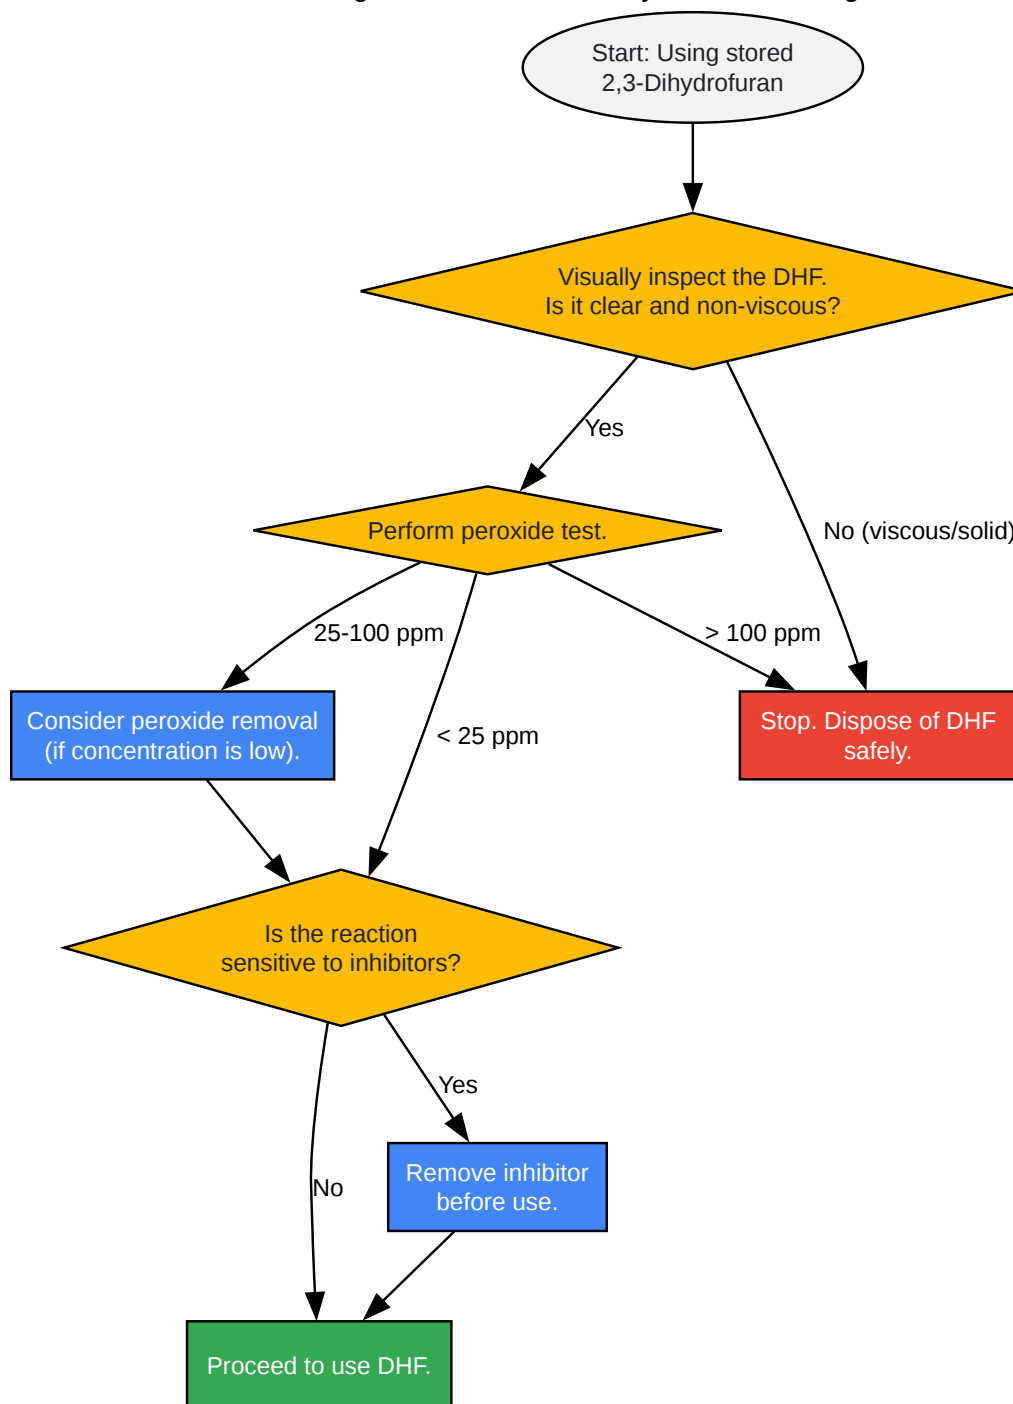 Start: Using stored
2,3-Dihydrofuran
Visually inspect the DHF.
Is it clear and non-viscous?
Yes
Perform peroxide test.
No (viscous/solid)
25-100 ppm
> 100 ppm
Consider peroxide removal
(if concentration is low).
< 25 ppm
Stop. Dispose of DHF
safely.
Is the reaction
sensitive to inhibitors?
Yes
Remove inhibitor
before use.
No
Proceed to use DHF.